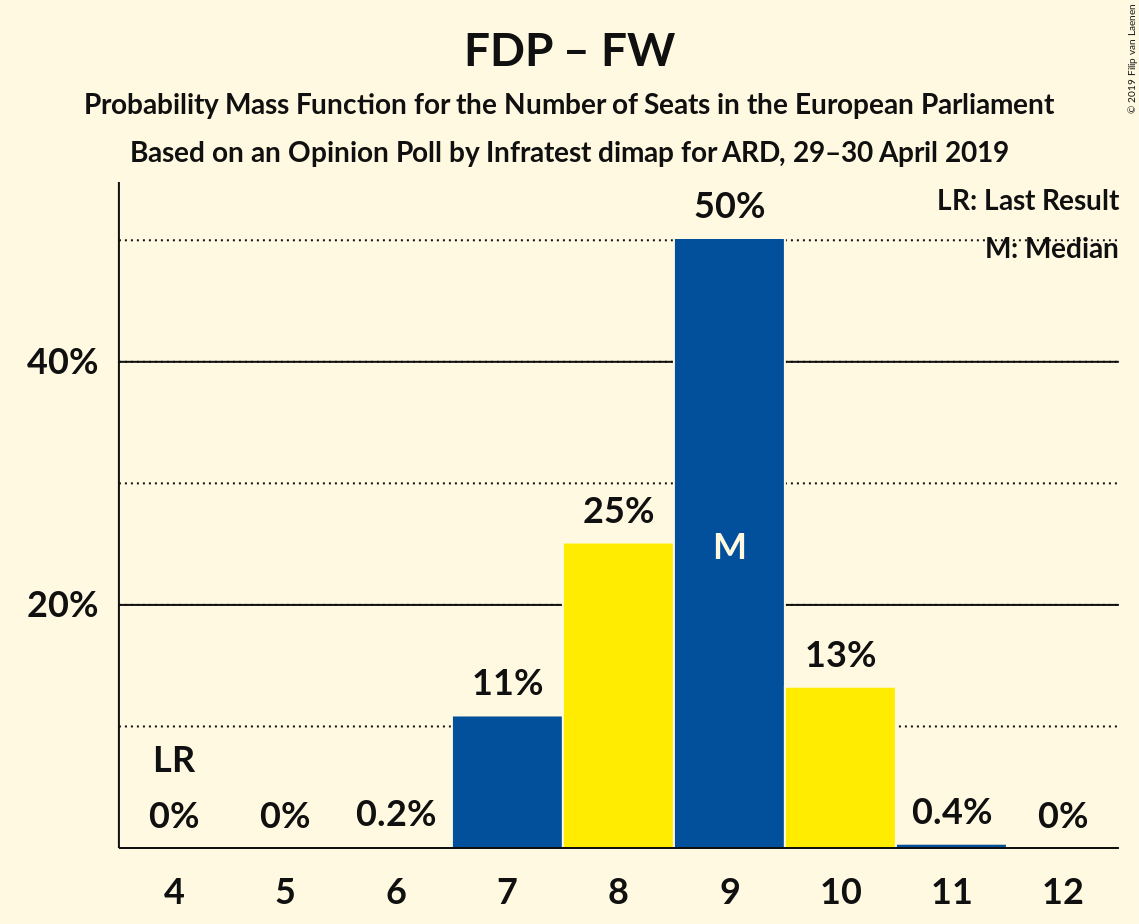 FDP – FW
Probability Mass Function for the Number of Seats in the European Parliament
Based on an Opinion Poll by Infratest dimap for ARD, 29–30 April 2019
© 2019 Filip van Laenen
LR: Last Result
M: Median
50%
40%
25%
M
20%
13%
11%
LR
0%
0%
0.2%
0.4%
0%
4 5 6 7 8 9 10 11 12